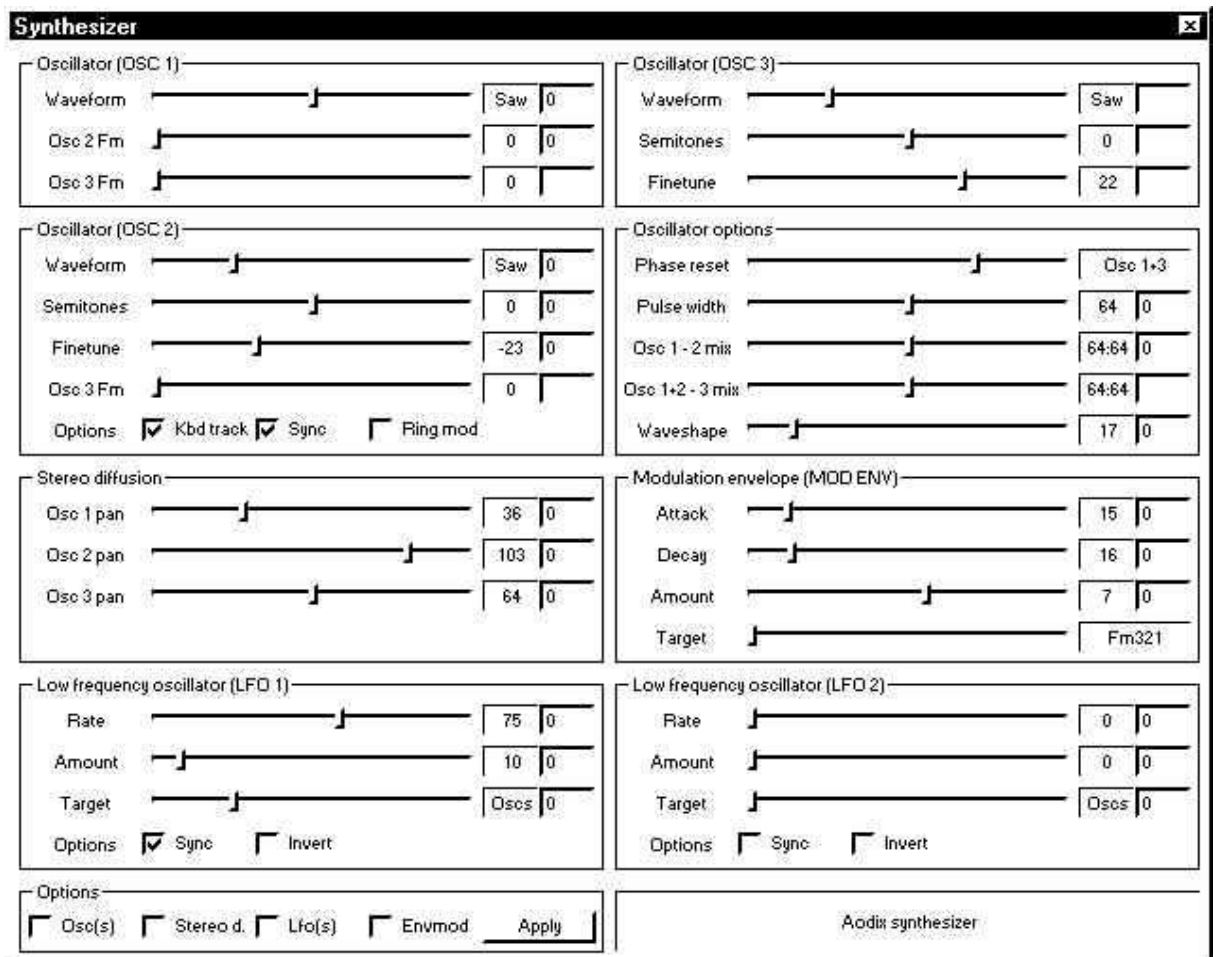 Synthesizer
Oscillator (OSC 1)
Waveform Saw 0
Osc 2 Fm 0 0
Osc 3 Fm 0
Oscillator (OSC 3)
Waveform Saw
Semitones 0
Finetune 22
Oscillator (OSC 2)
Waveform Saw 0
Semitones 0 0
Finetune -23 0
Osc 3 Fm 0
Options Kbd track Sync Ring mod
Oscillator options
Phase reset Osc 1+3
Pulse width 64 0
Osc 1 - 2 mix 64:64 0
Osc 1+2 - 3 mix 64:64
Waveshape 17 0
Stereo diffusion
Osc 1 pan 36 0
Osc 2 pan 103 0
Osc 3 pan 64 0
Modulation envelope (MOD ENV)
Attack 15 0
Decay 16 0
Amount 7 0
Target Fm321
Low frequency oscillator (LFO 1)
Rate 75 0
Amount 10 0
Target Oscs 0
Options Sync Invert
Low frequency oscillator (LFO 2)
Rate 0 0
Amount 0 0
Target Oscs 0
Options Sync Invert
Options
Osc(s) Stereo d. Lfo(s) Envmod Apply
Aodix synthesizer